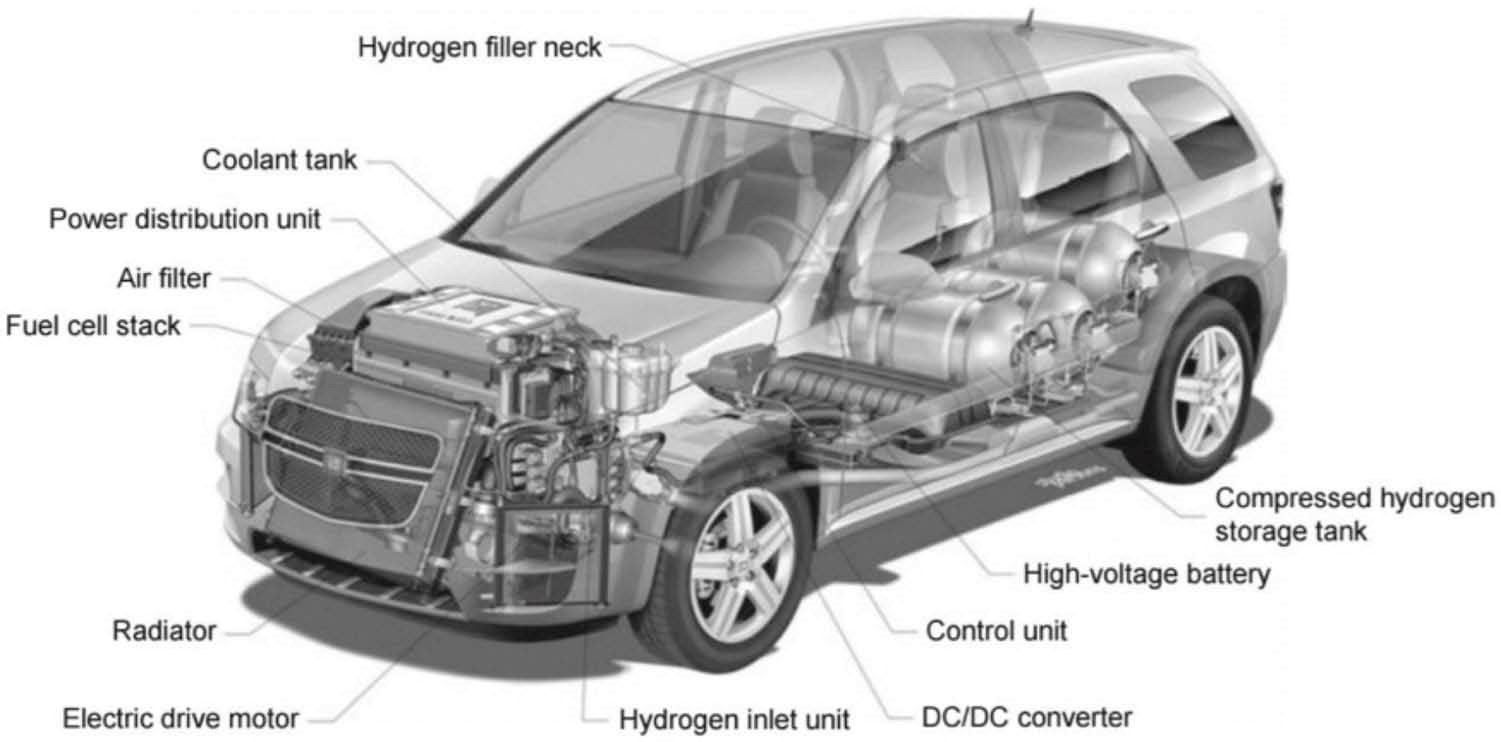 Hydrogen filler neck
Coolant tank
Power distribution unit
Air filter
Fuel cell stack
Compressed hydrogen
storage tank
High-voltage battery
Radiator
Control unit
Electric drive motor
Hydrogen inlet unit
DC/DC converter